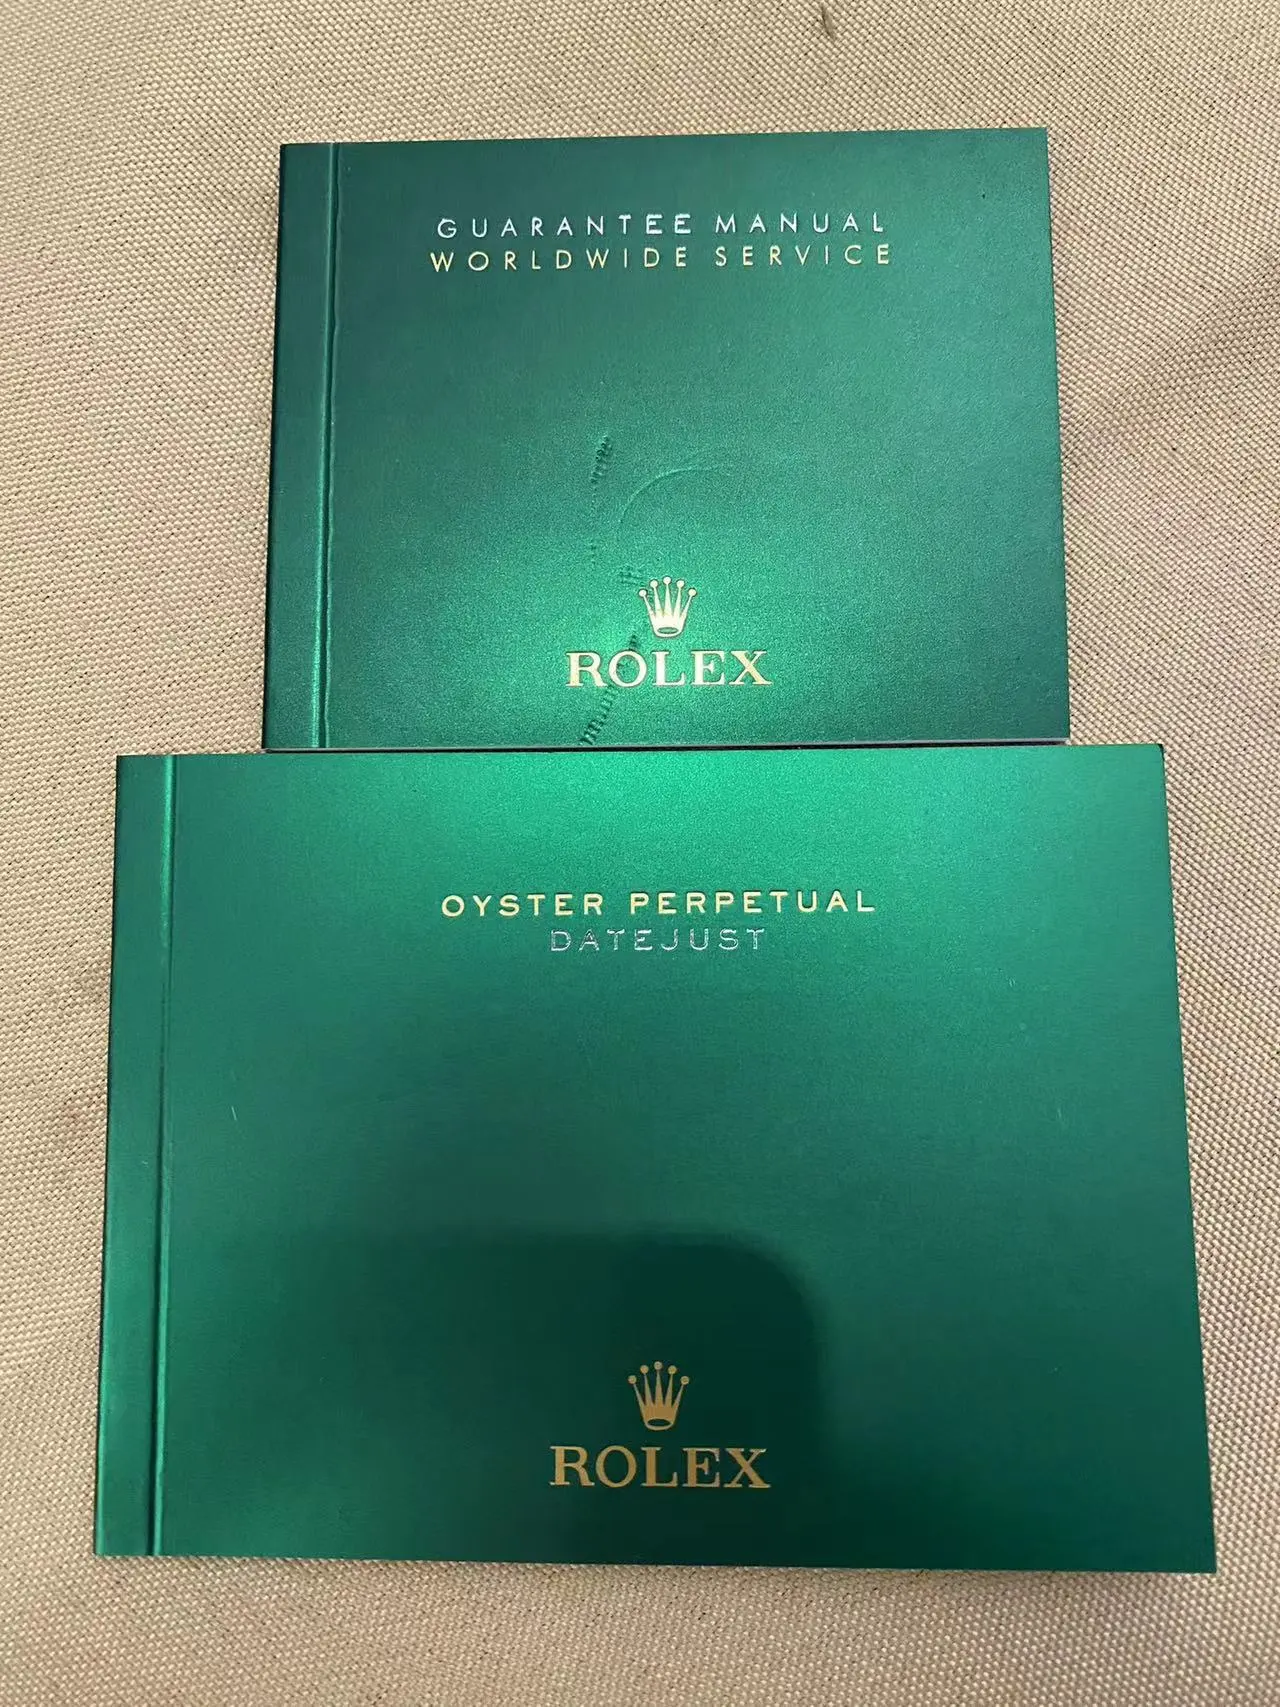 GUARANTEE MANUAL
WORLDWIDE SERVICE
ROLEX
OYSTER PERPETUAL
DATEJUST
ROLEX